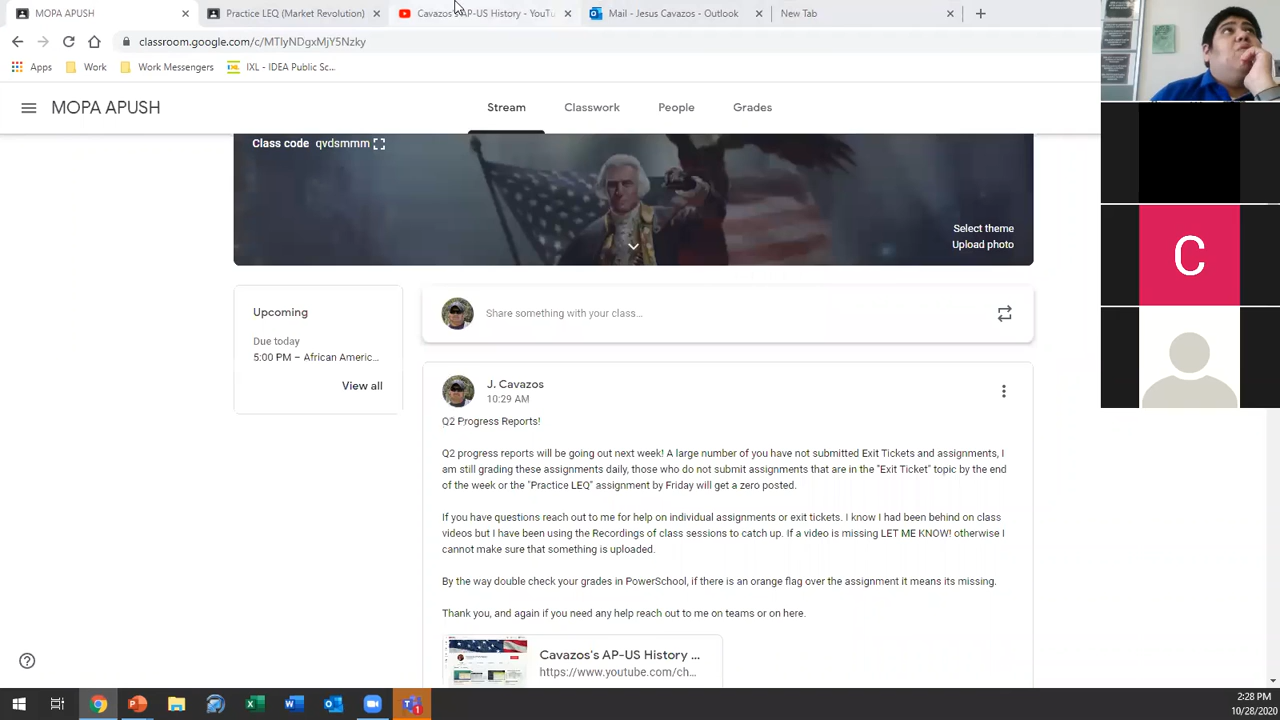 MOPA APUSH
Practice LEQ (Market Revolution)
Cavazos's AP-US History - YouTu
Mail - Jesus Cavazos - Outlook
New Tab
classroom.google.com
Apps
Work
Work Messengers
- IDEA Public Sc...
MOPA APUSH
Stream
Classwork
People
Grades
Class code qvdsmmm
Select theme
Upload photo
Upcoming
Due today
5:00 PM – African Americ...
View all
Share something with your class...
J. Cavazos
10:29 AM
Q2 Progress Reports!
Q2 progress reports will be going out next week! A large number of you have not submitted Exit Tickets and assignments, I
am still grading these assignments daily, those who do not submit assignments that are in the "Exit Ticket" topic by the end
of the week or the "Practice LEQ" assignment by Friday will get a zero posted.
If you have questions reach out to me for help on individual assignments or exit tickets. I know I had been behind on class
videos but I have been using the Recordings of class sessions to catch up. If a video is missing LET ME KNOW! otherwise I
cannot make sure that something is uploaded.
By the way double check your grades in PowerSchool, if there is an orange flag over the assignment it means its missing.
Thank you, and again if you need any help reach out to me on teams or on here.
Cavazos's AP-US History ...
https://www.youtube.com/ch...
C
2:28 PM
10/28/2020